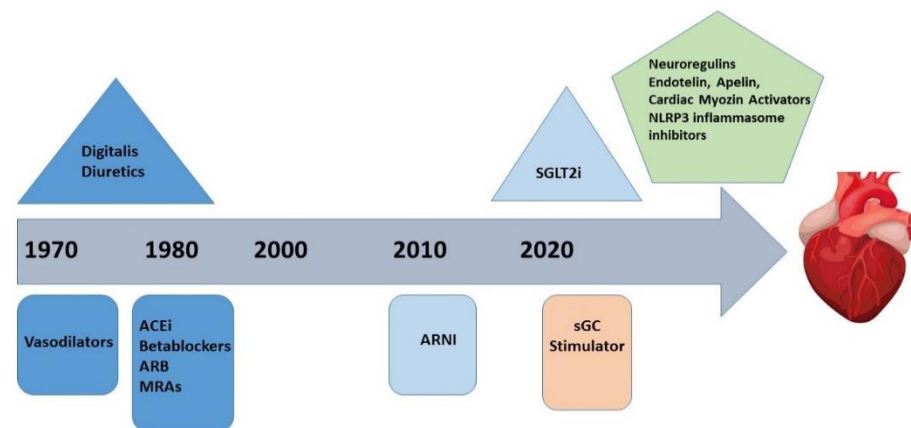 Neuroregulins
Endotelin, Apelin,
Cardiac Myozin Activators
NLRP3 inflammasome
inhibitors
Digitalis
Diuretics
SGLT2i
1970
1980
2000
2010
2020
Vasodilators
ACEi
Betablockers
ARB
MRAs
ARNI
sGC
Stimulator